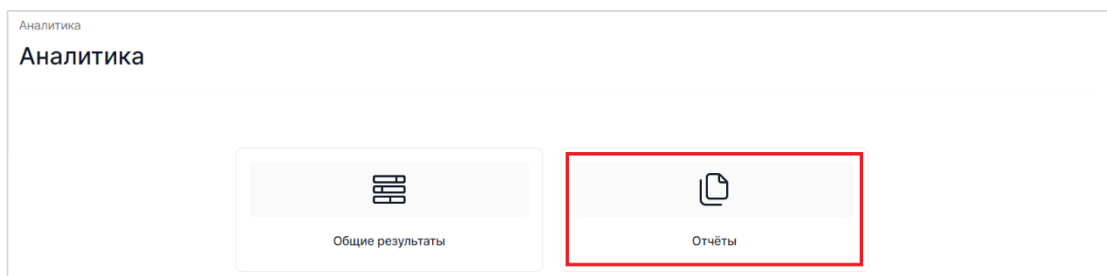 Аналитика
Аналитика
Общие результаты
Отчёты